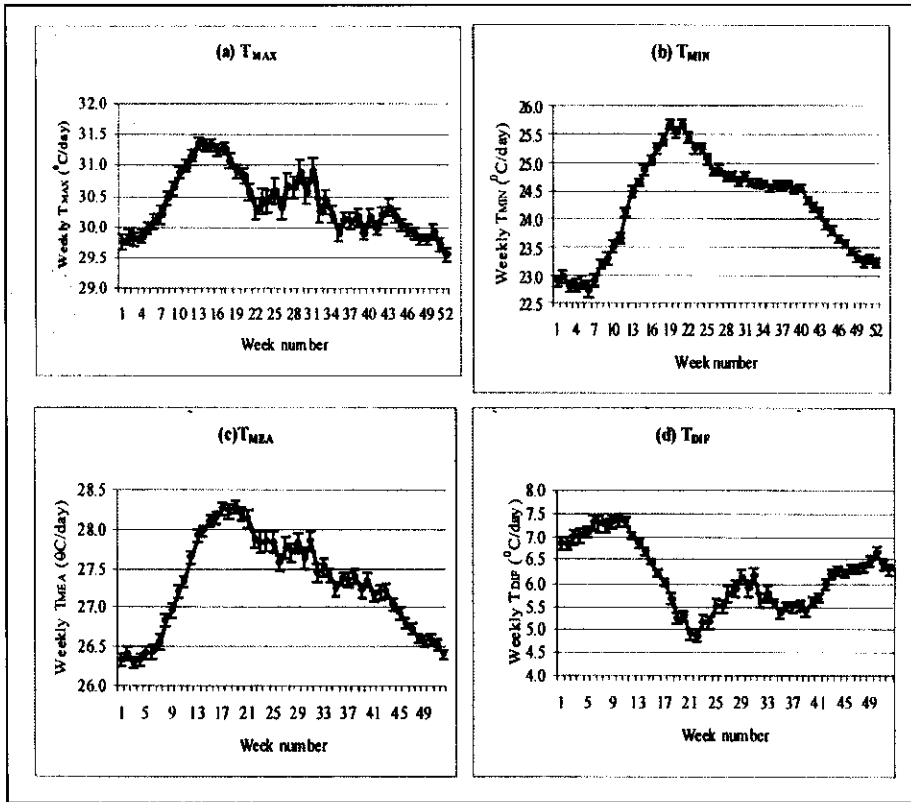 (a) TMAX
Weekly TMAX (°C/day)
32.0
31.5
31.0
30.5
30.0
29.5
29.0
1 4 7 10 13 16 19 22 25 28 31 34 37 40 43 46 49 52
Week number
(b) TMIN
Weekly TMIN (⁰C/day)
26.0
25.5
25.0
24.5
24.0
23.5
23.0
22.5
1 4 7 10 13 16 19 22 25 28 31 34 37 40 43 46 49 52
Week number
(c)TMEA
Weekly TMEA (θC/day)
28.5
28.0
27.5
27.0
26.5
26.0
1 5 9 13 17 21 25 29 33 37 41 45 49
Week number
(d) TDIF
Weekly TDIF (⁰C/day)
8.0
7.5
7.0
6.5
6.0
5.5
5.0
4.5
4.0
1 5 9 13 17 21 25 29 33 37 41 45 49
Week number